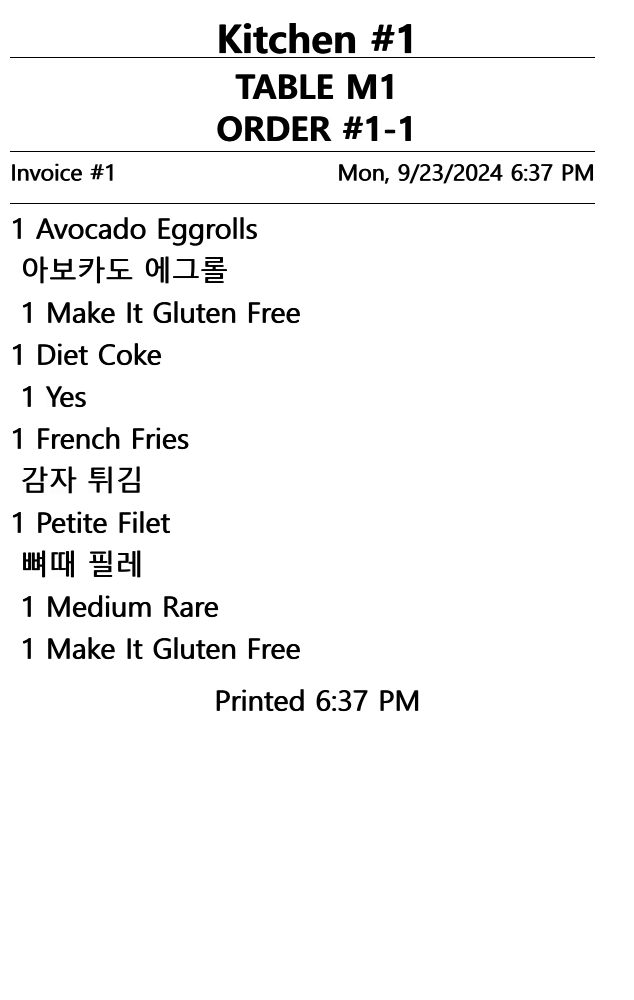 Kitchen #1
TABLE M1
ORDER #1-1
Invoice #1 Mon, 9/23/2024 6:37 PM
1 Avocado Eggrolls
아보카도 에그롤
1 Make It Gluten Free
1 Diet Coke
1 Yes
1 French Fries
감자 튀김
1 Petite Filet
뼈때 필레
1 Medium Rare
1 Make It Gluten Free
Printed 6:37 PM